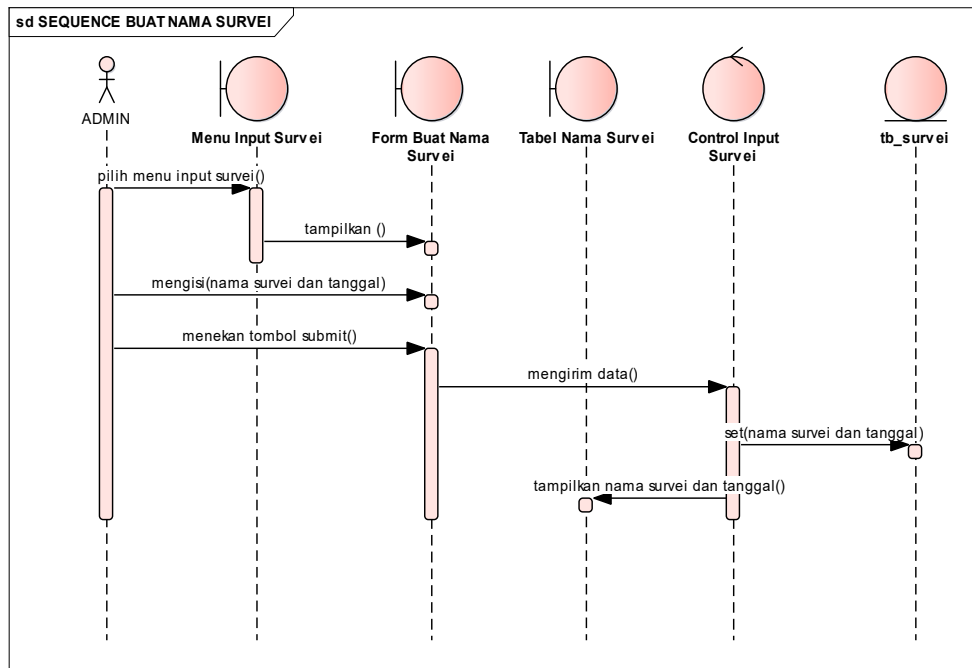 sd SEQUENCE BUAT NAMA SURVEI
ADMIN
Menu Input Survei
Form Buat Nama
Survei
Tabel Nama Survei
Control Input
Survei
tb_survei
pilih menu input survei()
tampilkan ()
mengisi(nama survei dan tanggal)
menekan tombol submit()
mengirim data()
set(nama survei dan tanggal)
tampilkan nama survei dan tanggal()